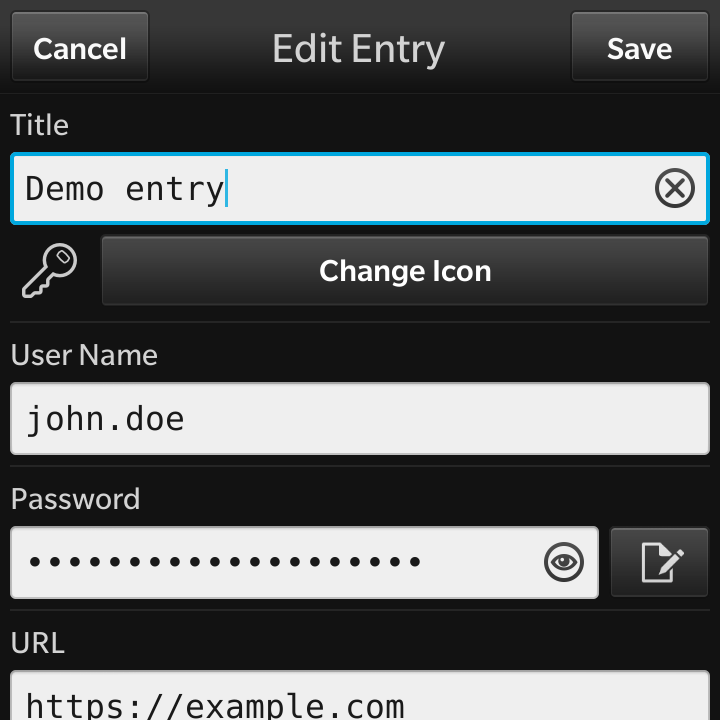 Cancel Edit Entry Save
Title
Demo entry
Change Icon
User Name
john.doe
Password
••••••••••••••••••••
URL
https://example.com